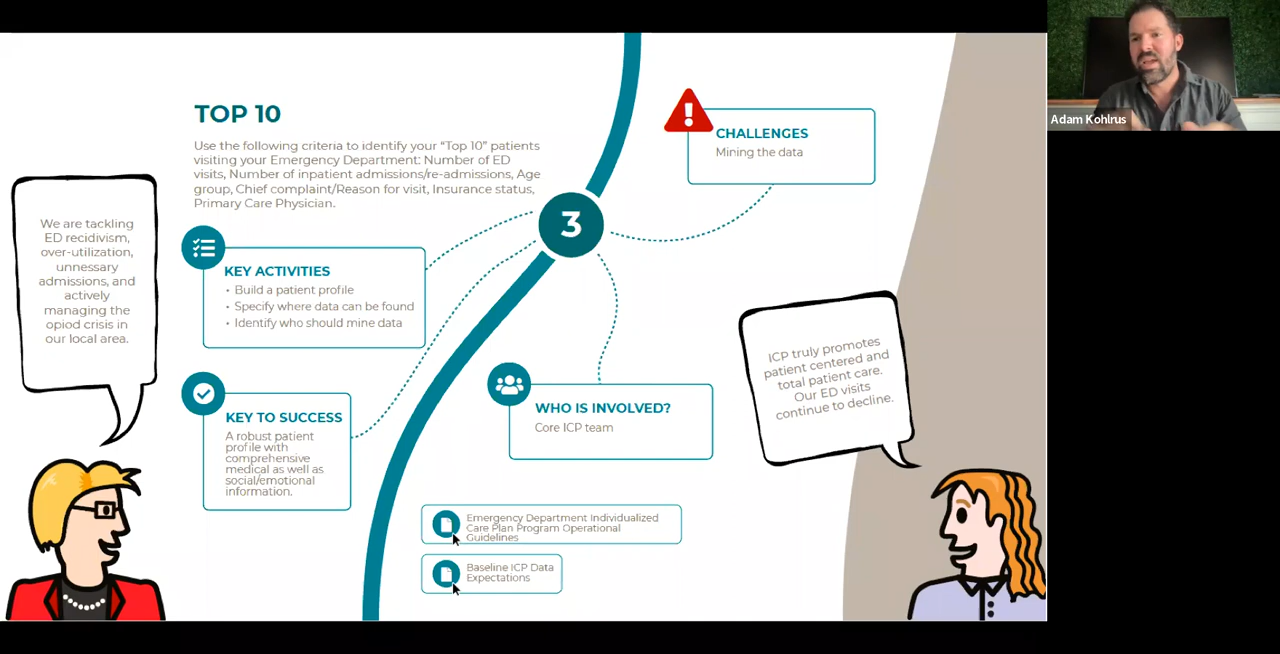 TOP 10
Use the following criteria to identify your “Top 10” patients
visiting your Emergency Department: Number of ED
visits, Number of inpatient admissions/re-admissions, Age
group, Chief complaint/Reason for visit, Insurance status,
Primary Care Physician.
CHALLENGES
Mining the data
Adam Kohlrus
3
We are tackling
ED recidivism,
over-utilization,
unnessary
admissions, and
actively
managing the
opiod crisis in
our local area.
KEY ACTIVITIES
• Build a patient profile
• Specify where data can be found
• Identify who should mine data
KEY TO SUCCESS
A robust patient
profile with
comprehensive
medical as well as
social/emotional
information.
WHO IS INVOLVED?
Core ICP team
ICP truly promotes
patient centered and
total patient care.
Our ED visits
continue to decline.
Emergency Department Individualized
Care Plan Program Operational
Guidelines
Baseline ICP Data
Expectations